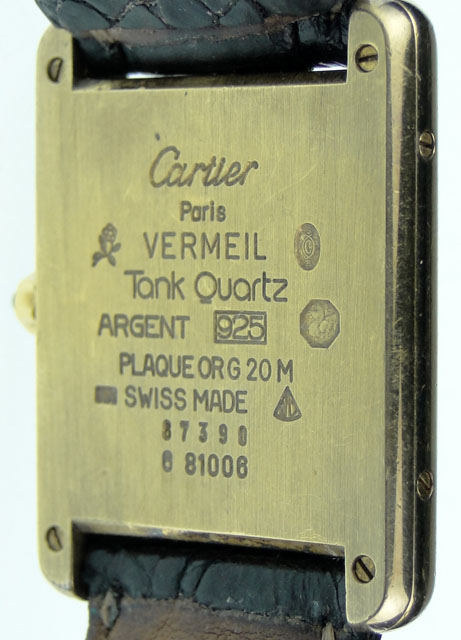 Cartier
Paris
VERMEIL
Tank Quartz
ARGENT 925
PLAQUE OR G 20 M
SWISS MADE
87390
6 81006